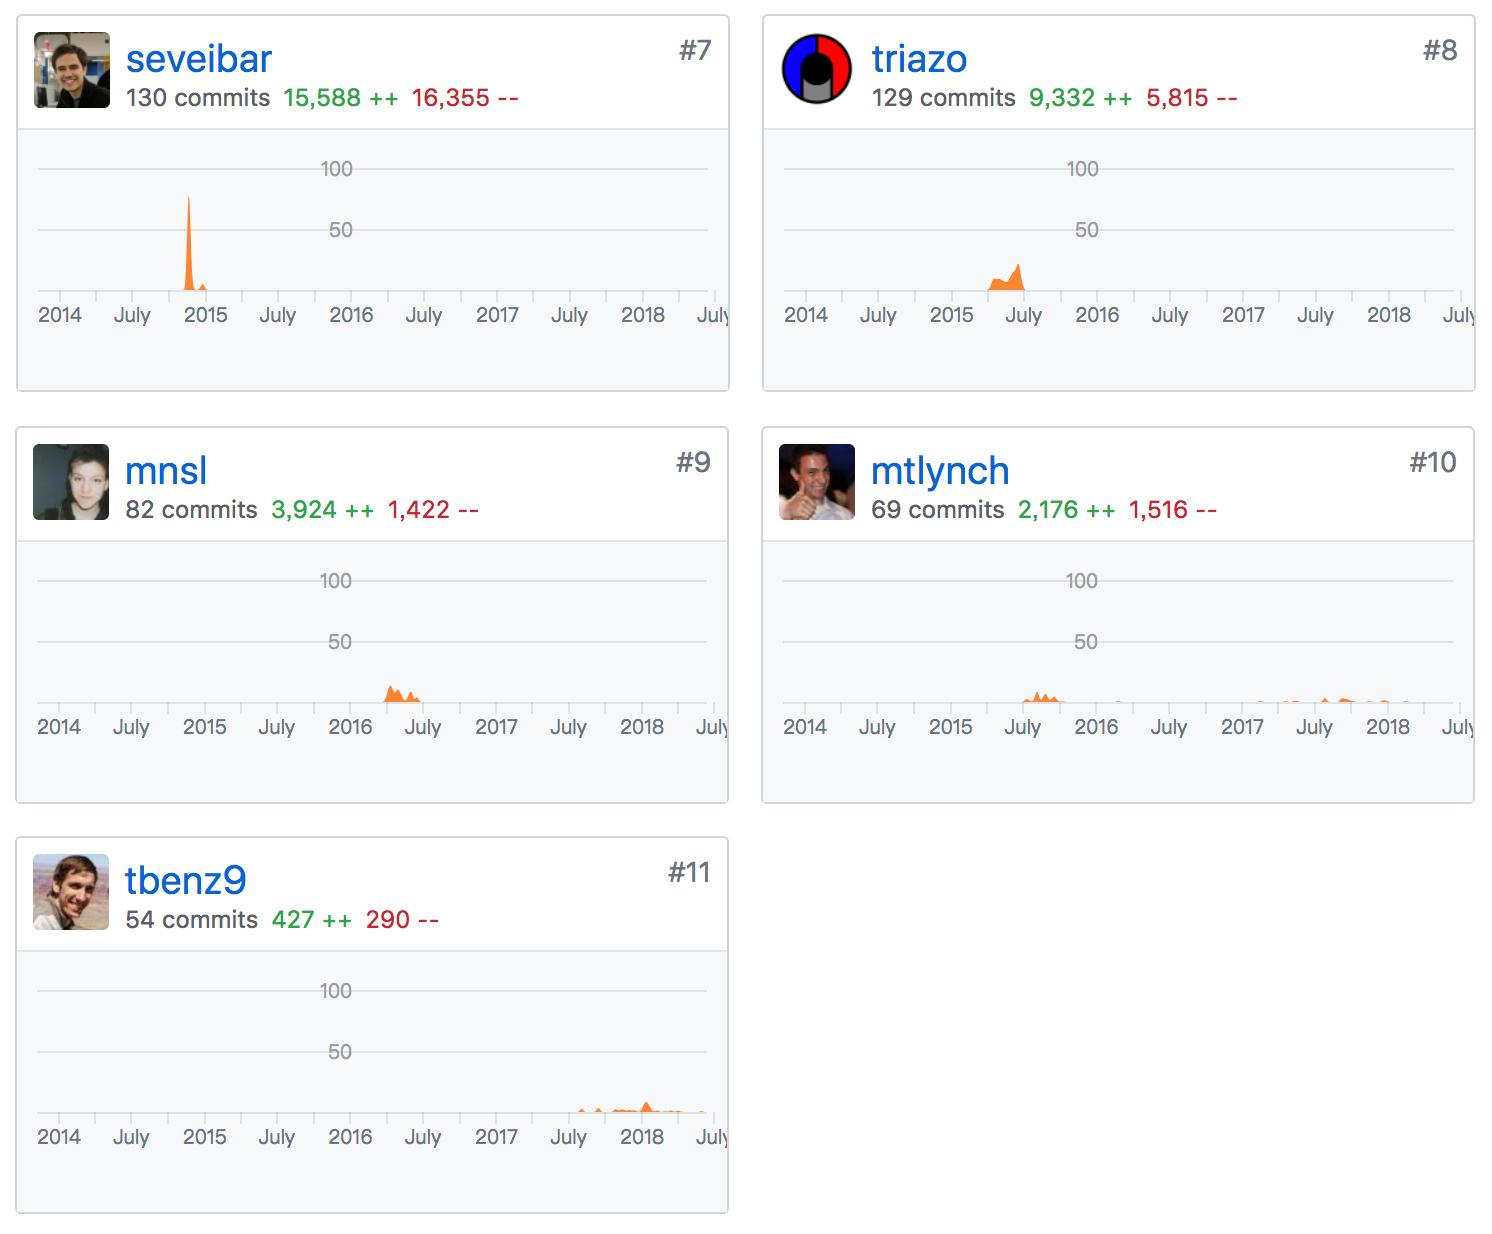 seveibar
#7
130 commits 15,588 ++ 16,355 --
100
50
2014 July 2015 July 2016 July 2017 July 2018 July
triazo
#8
129 commits 9,332 ++ 5,815 --
100
50
2014 July 2015 July 2016 July 2017 July 2018 July
mnsl
#9
82 commits 3,924 ++ 1,422 --
100
50
2014 July 2015 July 2016 July 2017 July 2018 July
mtlynch
#10
69 commits 2,176 ++ 1,516 --
100
50
2014 July 2015 July 2016 July 2017 July 2018 July
tbenz9
#11
54 commits 427 ++ 290 --
100
50
2014 July 2015 July 2016 July 2017 July 2018 July